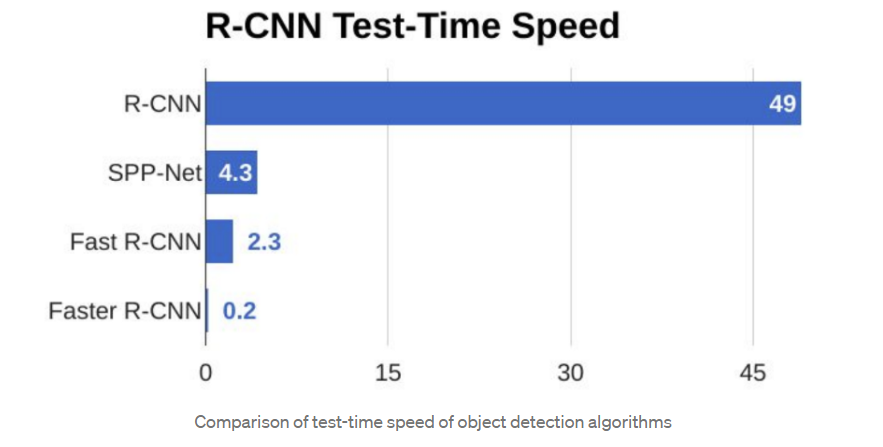 R-CNN Test-Time Speed
R-CNN 49
SPP-Net 4.3
Fast R-CNN 2.3
Faster R-CNN 0.2
0 15 30 45
Comparison of test-time speed of object detection algorithms